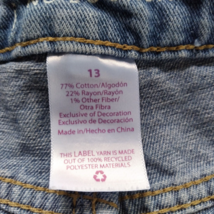 13
77% Cotton/Algodón
22% Rayon/Rayón
1% Other Fiber/
Otra Fibra
Exclusive of Decoration
Exclusivo de Decoración
Made in/Hecho en China
THIS LABEL YARN IS MADE
OUT OF 100% RECYCLED
POLYESTER MATERIALS.